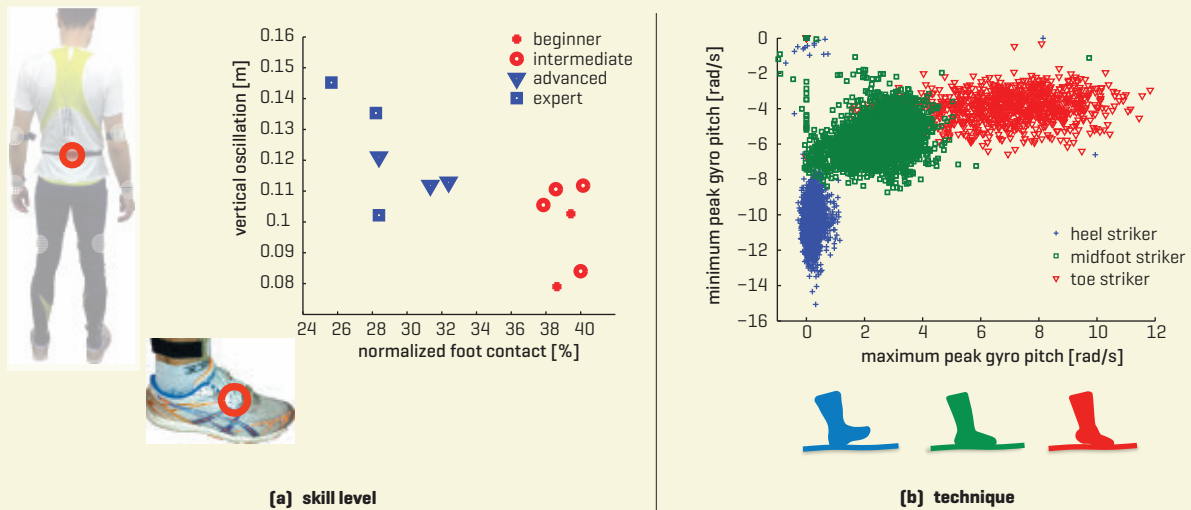 vertical oscillation [m]
0.16
0.15
0.14
0.13
0.12
0.11
0.1
0.09
0.08
24 26 28 30 32 34 36 38 40
normalized foot contact [%]
beginner
intermediate
advanced
expert
(a) skill level
minimum peak gyro pitch [rad/s]
0
−2
−4
−6
−8
−10
−12
−14
−16
0 2 4 6 8 10 12
maximum peak gyro pitch [rad/s]
heel striker
midfoot striker
toe striker
(b) technique